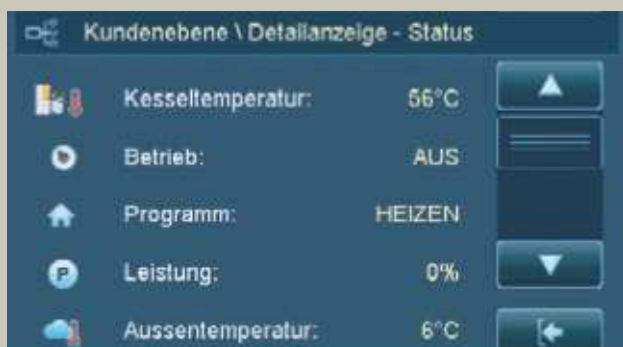 Kundenebene \ Detailanzeige - Status
Kesseltemperatur: 56°C
Betrieb: AUS
Programm: HEIZEN
P Leistung: 0%
Aussentemperatur: 6°C